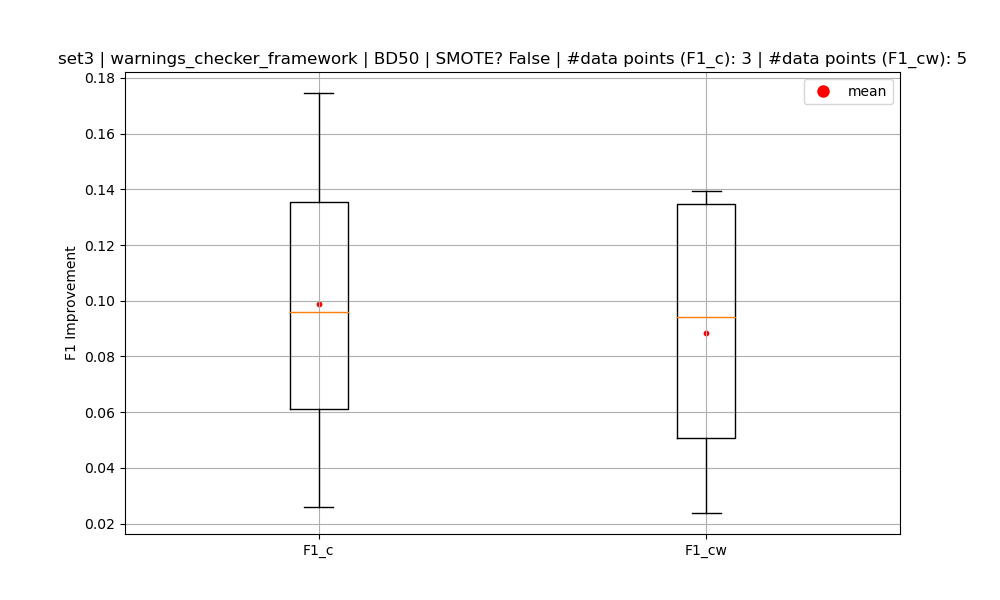 set3 | warnings_checker_framework | BD50 | SMOTE? False | #data points (F1_c): 3 | #data points (F1_cw): 5
mean
F1 Improvement
0.18
0.16
0.14
0.12
0.10
0.08
0.06
0.04
0.02
F1_c
F1_cw